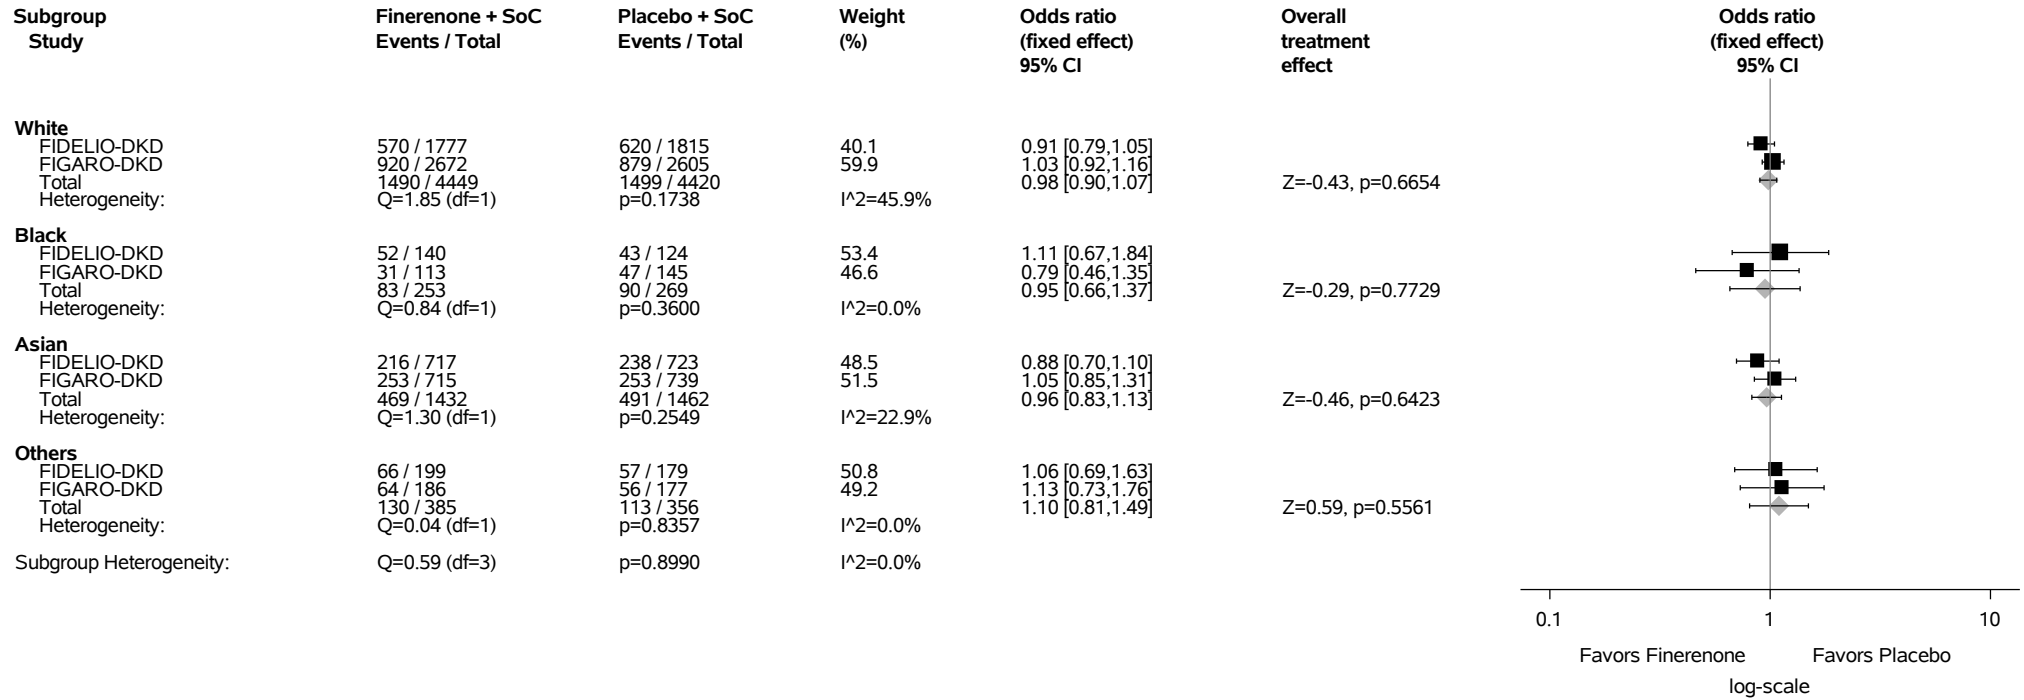 Subgroup Finerenone + SoC Placebo + SoC Weight Odds ratio Overall Odds ratio
Study Events / Total Events / Total (%) (fixed effect) treatment (fixed effect)
95% CI effect 95% CI
White
FIDELIO-DKD 570 / 1777 620 / 1815 40.1 0.91 [0.79,1.05]
FIGARO-DKD 920 / 2672 879 / 2605 59.9 1.03 [0.92,1.16]
Total 1490 / 4449 1499 / 4420 0.98 [0.90,1.07] Z=-0.43, p=0.6654
Heterogeneity: Q=1.85 (df=1) p=0.1738 I^2=45.9%
Black
FIDELIO-DKD 52 / 140 43 / 124 53.4 1.11 [0.67,1.84]
FIGARO-DKD 31 / 113 47 / 145 46.6 0.79 [0.46,1.35]
Total 83 / 253 90 / 269 0.95 [0.66,1.37] Z=-0.29, p=0.7729
Heterogeneity: Q=0.84 (df=1) p=0.3600 I^2=0.0%
Asian
FIDELIO-DKD 216 / 717 238 / 723 48.5 0.88 [0.70,1.10]
FIGARO-DKD 253 / 715 253 / 739 51.5 1.05 [0.85,1.31]
Total 469 / 1432 491 / 1462 0.96 [0.83,1.13] Z=-0.46, p=0.6423
Heterogeneity: Q=1.30 (df=1) p=0.2549 I^2=22.9%
Others
FIDELIO-DKD 66 / 199 57 / 179 50.8 1.06 [0.69,1.63]
FIGARO-DKD 64 / 186 56 / 177 49.2 1.13 [0.73,1.76]
Total 130 / 385 113 / 356 1.10 [0.81,1.49] Z=0.59, p=0.5561
Heterogeneity: Q=0.04 (df=1) p=0.8357 I^2=0.0%
Subgroup Heterogeneity: Q=0.59 (df=3) p=0.8990 I^2=0.0%
0.1 1 10
Favors Finerenone Favors Placebo
log-scale